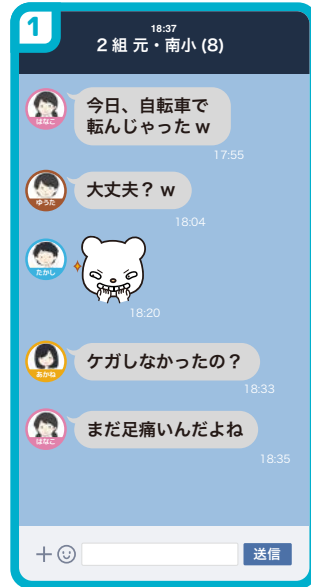 1
18:37
2 組 元・南小 (8)
今日、自転車で
転んじゃった w
はなこ
17:55
大丈夫? w
ゆうた
18:04
たかし
18:20
ケガしなかったの?
あかね
18:33
まだ足痛いんだよね
はなこ
18:35
送信